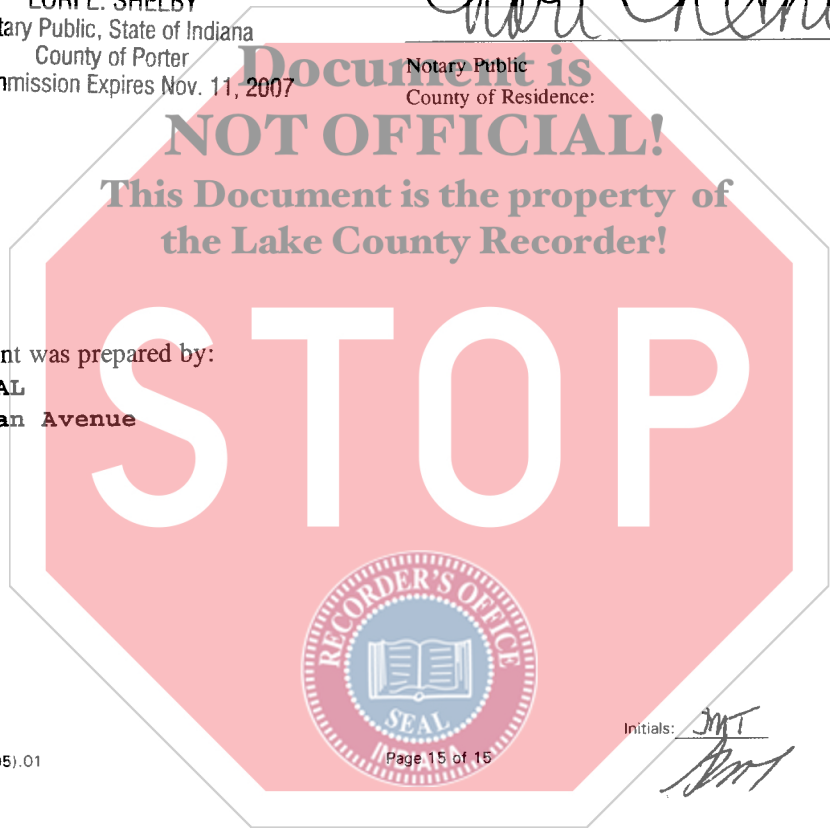 LORI L. SHELBY
tary Public, State of Indiana
County of Porter
mmission Expires Nov. 11, 2007
Notary Public
County of Residence:
Document is
NOT OFFICIAL!
This Document is the property of
the Lake County Recorder!
STOP
nt was prepared by:
AL
an Avenue
RECORDER'S OFFICE
SEAL
INDIANA
Initials:
05).01
Page 15 of 15